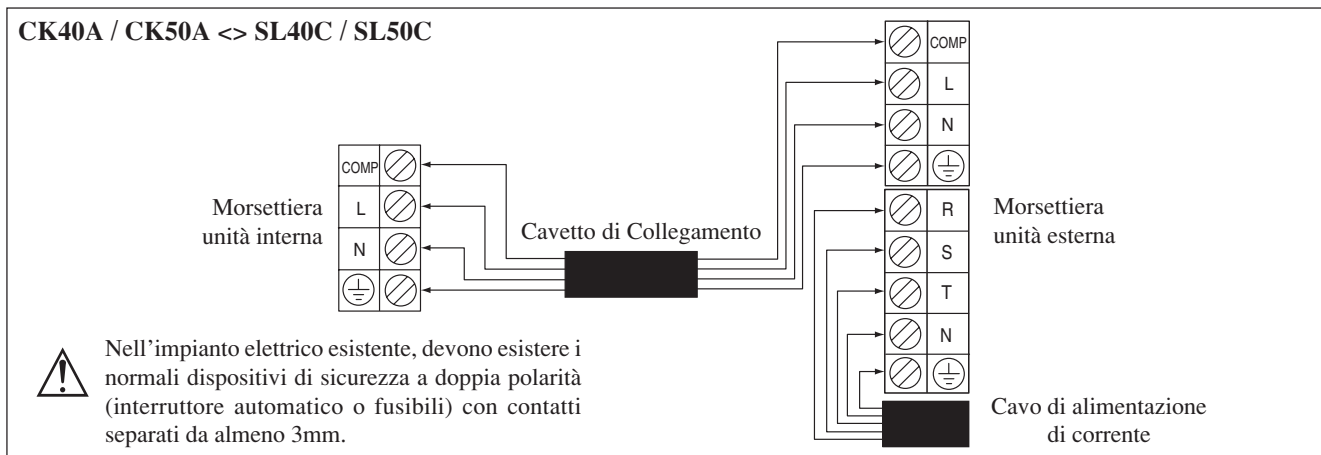 CK40A / CK50A <> SL40C / SL50C
COMP
L
N
COMP
L
N
Morsettiera
unità interna
Cavetto di Collegamento
R
S
T
N
Morsettiera
unità esterna
Nell'impianto elettrico esistente, devono esistere i
normali dispositivi di sicurezza a doppia polarità
(interruttore automatico o fusibili) con contatti
separati da almeno 3mm.
Cavo di alimentazione
di corrente